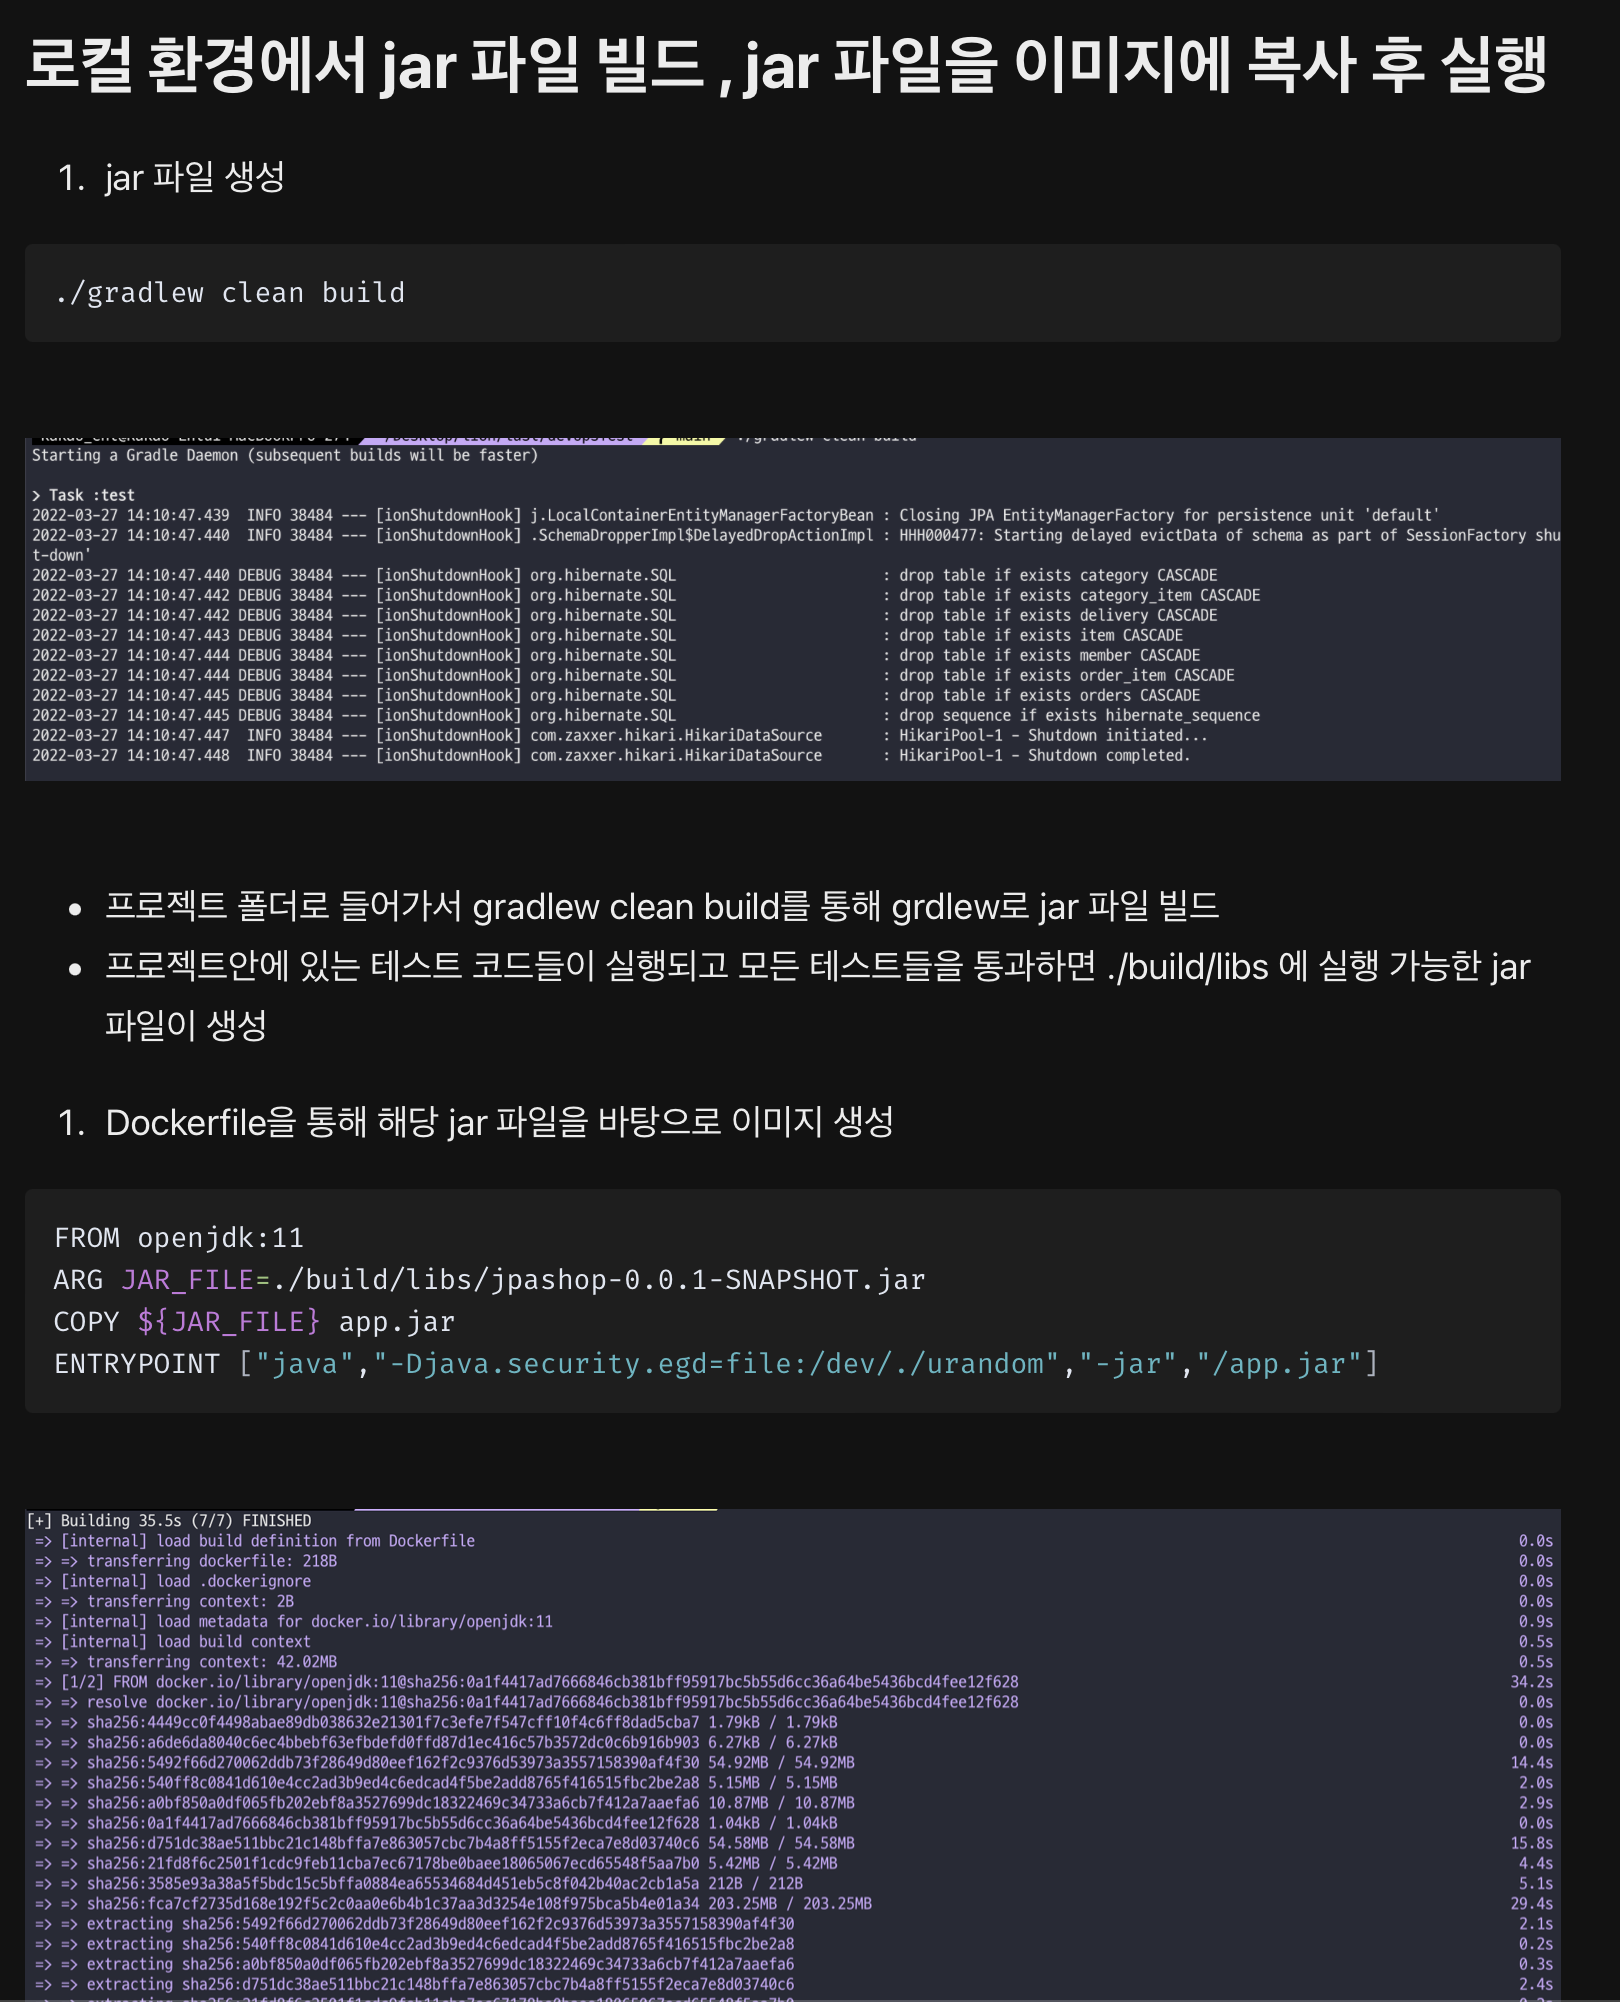 로컬 환경에서 jar 파일 빌드 , jar 파일을 이미지에 복사 후 실행
1. jar 파일 생성
./gradlew clean build
Starting a Gradle Daemon (subsequent builds will be faster)
> Task :test
2022-03-27 14:10:47.439  INFO 38484 --- [ionShutdownHook] j.LocalContainerEntityManagerFactoryBean : Closing JPA EntityManagerFactory for persistence unit 'default'
2022-03-27 14:10:47.440  INFO 38484 --- [ionShutdownHook] .SchemaDropperImpl$DelayedDropActionImpl : HHH000477: Starting delayed evictData of schema as part of SessionFactory shu
t-down'
2022-03-27 14:10:47.440 DEBUG 38484 --- [ionShutdownHook] org.hibernate.SQL                        : drop table if exists category CASCADE
2022-03-27 14:10:47.442 DEBUG 38484 --- [ionShutdownHook] org.hibernate.SQL                        : drop table if exists category_item CASCADE
2022-03-27 14:10:47.442 DEBUG 38484 --- [ionShutdownHook] org.hibernate.SQL                        : drop table if exists delivery CASCADE
2022-03-27 14:10:47.443 DEBUG 38484 --- [ionShutdownHook] org.hibernate.SQL                        : drop table if exists item CASCADE
2022-03-27 14:10:47.444 DEBUG 38484 --- [ionShutdownHook] org.hibernate.SQL                        : drop table if exists member CASCADE
2022-03-27 14:10:47.444 DEBUG 38484 --- [ionShutdownHook] org.hibernate.SQL                        : drop table if exists order_item CASCADE
2022-03-27 14:10:47.445 DEBUG 38484 --- [ionShutdownHook] org.hibernate.SQL                        : drop table if exists orders CASCADE
2022-03-27 14:10:47.445 DEBUG 38484 --- [ionShutdownHook] org.hibernate.SQL                        : drop sequence if exists hibernate_sequence
2022-03-27 14:10:47.447  INFO 38484 --- [ionShutdownHook] com.zaxxer.hikari.HikariDataSource       : HikariPool-1 - Shutdown initiated...
2022-03-27 14:10:47.448  INFO 38484 --- [ionShutdownHook] com.zaxxer.hikari.HikariDataSource       : HikariPool-1 - Shutdown completed.
• 프로젝트 폴더로 들어가서 gradlew clean build를 통해 grdlew로 jar 파일 빌드
• 프로젝트안에 있는 테스트 코드들이 실행되고 모든 테스트들을 통과하면 ./build/libs 에 실행 가능한 jar
파일이 생성
1. Dockerfile을 통해 해당 jar 파일을 바탕으로 이미지 생성
FROM openjdk:11
ARG JAR_FILE=./build/libs/jpashop-0.0.1-SNAPSHOT.jar
COPY ${JAR_FILE} app.jar
ENTRYPOINT ["java","-Djava.security.egd=file:/dev/./urandom","-jar","/app.jar"]
[+] Building 35.5s (7/7) FINISHED
=> [internal] load build definition from Dockerfile 0.0s
=> => transferring dockerfile: 218B 0.0s
=> [internal] load .dockerignore 0.0s
=> => transferring context: 2B 0.0s
=> [internal] load metadata for docker.io/library/openjdk:11 0.9s
=> [internal] load build context 0.5s
=> => transferring context: 42.02MB 0.5s
=> [1/2] FROM docker.io/library/openjdk:11@sha256:0a1f4417ad7666846cb381bff95917bc5b55d6cc36a64be5436bcd4fee12f628 34.2s
=> => resolve docker.io/library/openjdk:11@sha256:0a1f4417ad7666846cb381bff95917bc5b55d6cc36a64be5436bcd4fee12f628 0.0s
=> => sha256:4449cc0f4498abae89db038632e21301f7c3efe7f547cff10f4c6ff8dad5cba7 1.79kB / 1.79kB 0.0s
=> => sha256:a6de6da8040c6ec4bbebf63efbdefd0ffd87d1ec416c57b3572dc0c6b916b903 6.27kB / 6.27kB 0.0s
=> => sha256:5492f66d270062ddb73f28649d80eef162f2c9376d53973a3557158390af4f30 54.92MB / 54.92MB 14.4s
=> => sha256:540ff8c0841d610e4cc2ad3b9ed4c6edcad4f5be2add8765f416515fbc2be2a8 5.15MB / 5.15MB 2.0s
=> => sha256:a0bf850a0df065fb202ebf8a3527699dc18322469c34733a6cb7f412a7aaefa6 10.87MB / 10.87MB 2.9s
=> => sha256:0a1f4417ad7666846cb381bff95917bc5b55d6cc36a64be5436bcd4fee12f628 1.04kB / 1.04kB 0.0s
=> => sha256:d751dc38ae511bbc21c148bffa7e863057cbc7b4a8ff5155f2eca7e8d03740c6 54.58MB / 54.58MB 15.8s
=> => sha256:21fd8f6c2501f1cdc9feb11cba7ec67178be0baee18065067ecd65548f5aa7b0 5.42MB / 5.42MB 4.4s
=> => sha256:3585e93a38a5f5bdc15c5bffa0884ea65534684d451eb5c8f042b40ac2cb1a5a 212B / 212B 5.1s
=> => sha256:fca7cf2735d168e192f5c2c0aa0e6b4b1c37aa3d3254e108f975bca5b4e01a34 203.25MB / 203.25MB 29.4s
=> => extracting sha256:5492f66d270062ddb73f28649d80eef162f2c9376d53973a3557158390af4f30 2.1s
=> => extracting sha256:540ff8c0841d610e4cc2ad3b9ed4c6edcad4f5be2add8765f416515fbc2be2a8 0.2s
=> => extracting sha256:a0bf850a0df065fb202ebf8a3527699dc18322469c34733a6cb7f412a7aaefa6 0.3s
=> => extracting sha256:d751dc38ae511bbc21c148bffa7e863057cbc7b4a8ff5155f2eca7e8d03740c6 2.4s